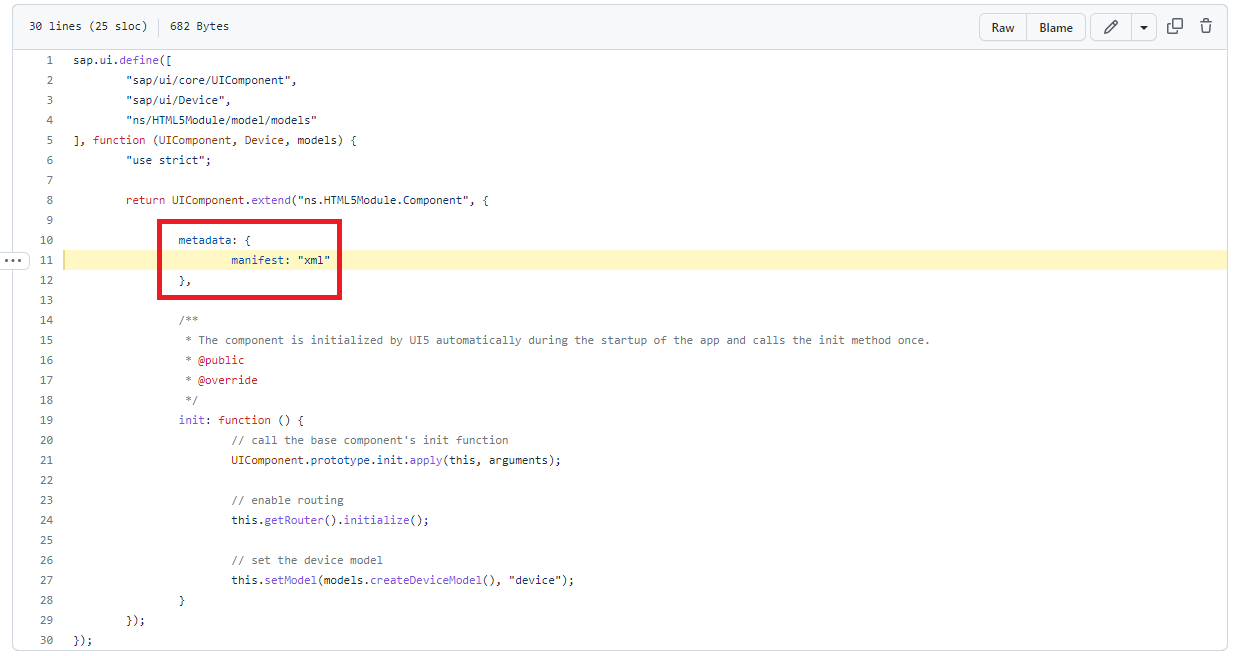 30 lines (25 sloc) 682 Bytes Raw Blame
1 sap.ui.define([
2 "sap/ui/core/UIComponent",
3 "sap/ui/Device",
4 "ns/HTML5Module/model/models"
5 ], function (UIComponent, Device, models) {
6 "use strict";
7
8 return UIComponent.extend("ns.HTML5Module.Component", {
9
10 metadata: {
11 manifest: "xml"
12 },
13
14 /**
15 * The component is initialized by UI5 automatically during the startup of the app and calls the init method once.
16 * @public
17 * @override
18 */
19 init: function () {
20 // call the base component's init function
21 UIComponent.prototype.init.apply(this, arguments);
22
23 // enable routing
24 this.getRouter().initialize();
25
26 // set the device model
27 this.setModel(models.createDeviceModel(), "device");
28 }
29 });
30 });